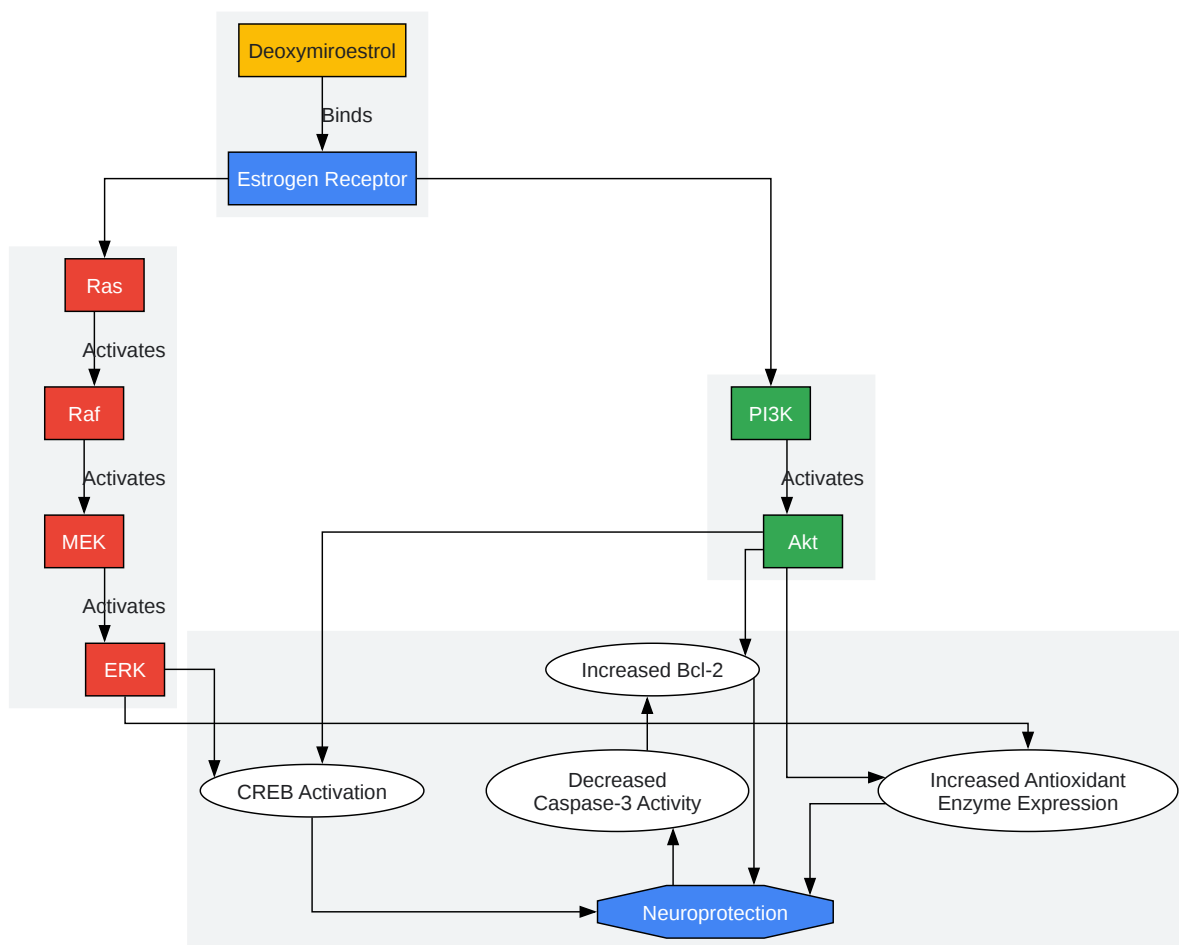 Deoxymiroestrol
Binds
Estrogen Receptor
Ras
Activates
Raf
PI3K
Activates
Activates
MEK
Akt
Activates
ERK
Increased Bcl-2
CREB Activation
Decreased
Caspase-3 Activity
Increased Antioxidant
Enzyme Expression
Neuroprotection